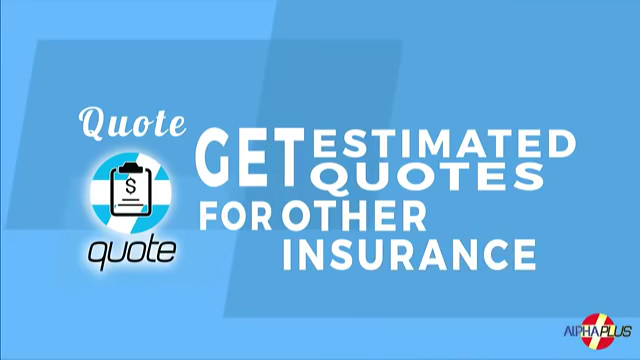 Quote
$
quote
GET ESTIMATED
QUOTES
FOR OTHER
INSURANCE
ALPHAPLUS